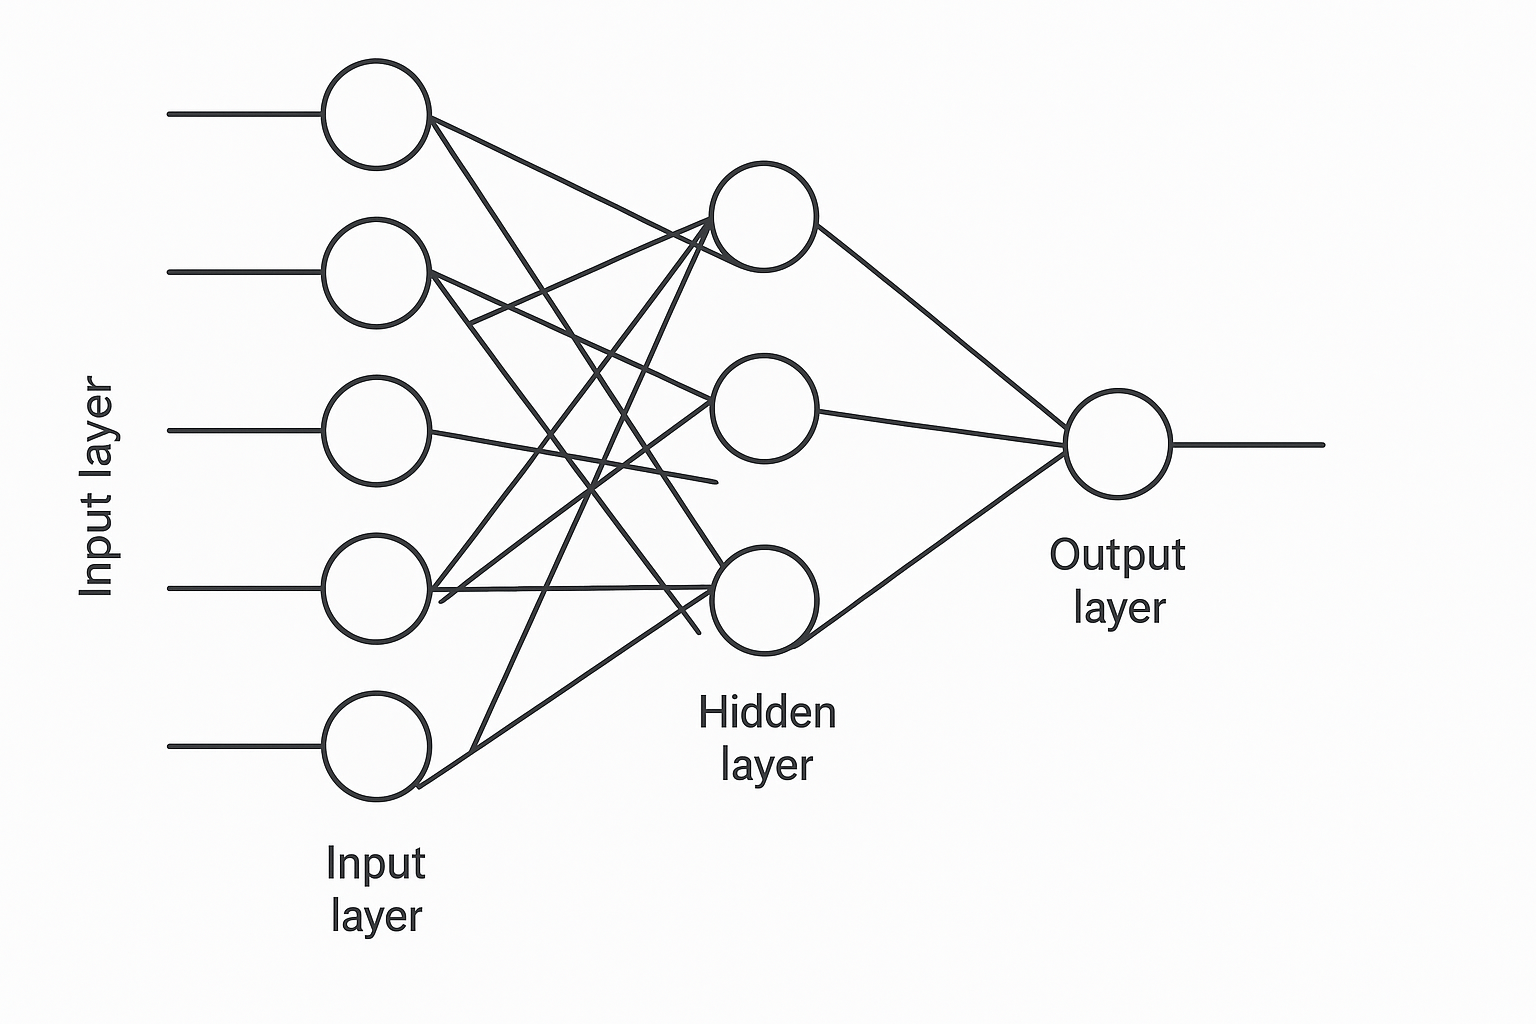 Input layer
Output
layer
Hidden
layer
Input
layer